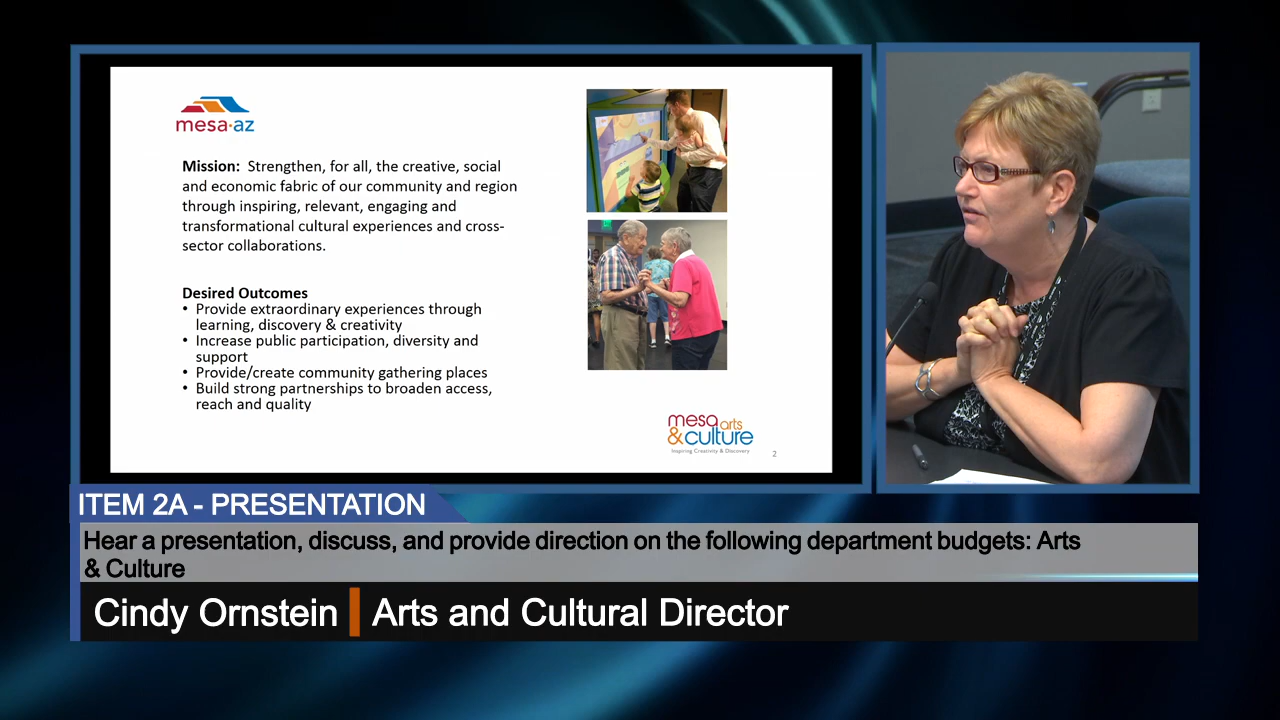 mesa·az
Mission: Strengthen, for all, the creative, social
and economic fabric of our community and region
through inspiring, relevant, engaging and
transformational cultural experiences and cross-
sector collaborations.
Desired Outcomes
• Provide extraordinary experiences through
learning, discovery & creativity
• Increase public participation, diversity and
support
• Provide/create community gathering places
• Build strong partnerships to broaden access,
reach and quality
mesa arts
& culture
Inspiring Creativity & Discovery
2
ITEM 2A - PRESENTATION
Hear a presentation, discuss, and provide direction on the following department budgets: Arts
& Culture
Cindy Ornstein | Arts and Cultural Director